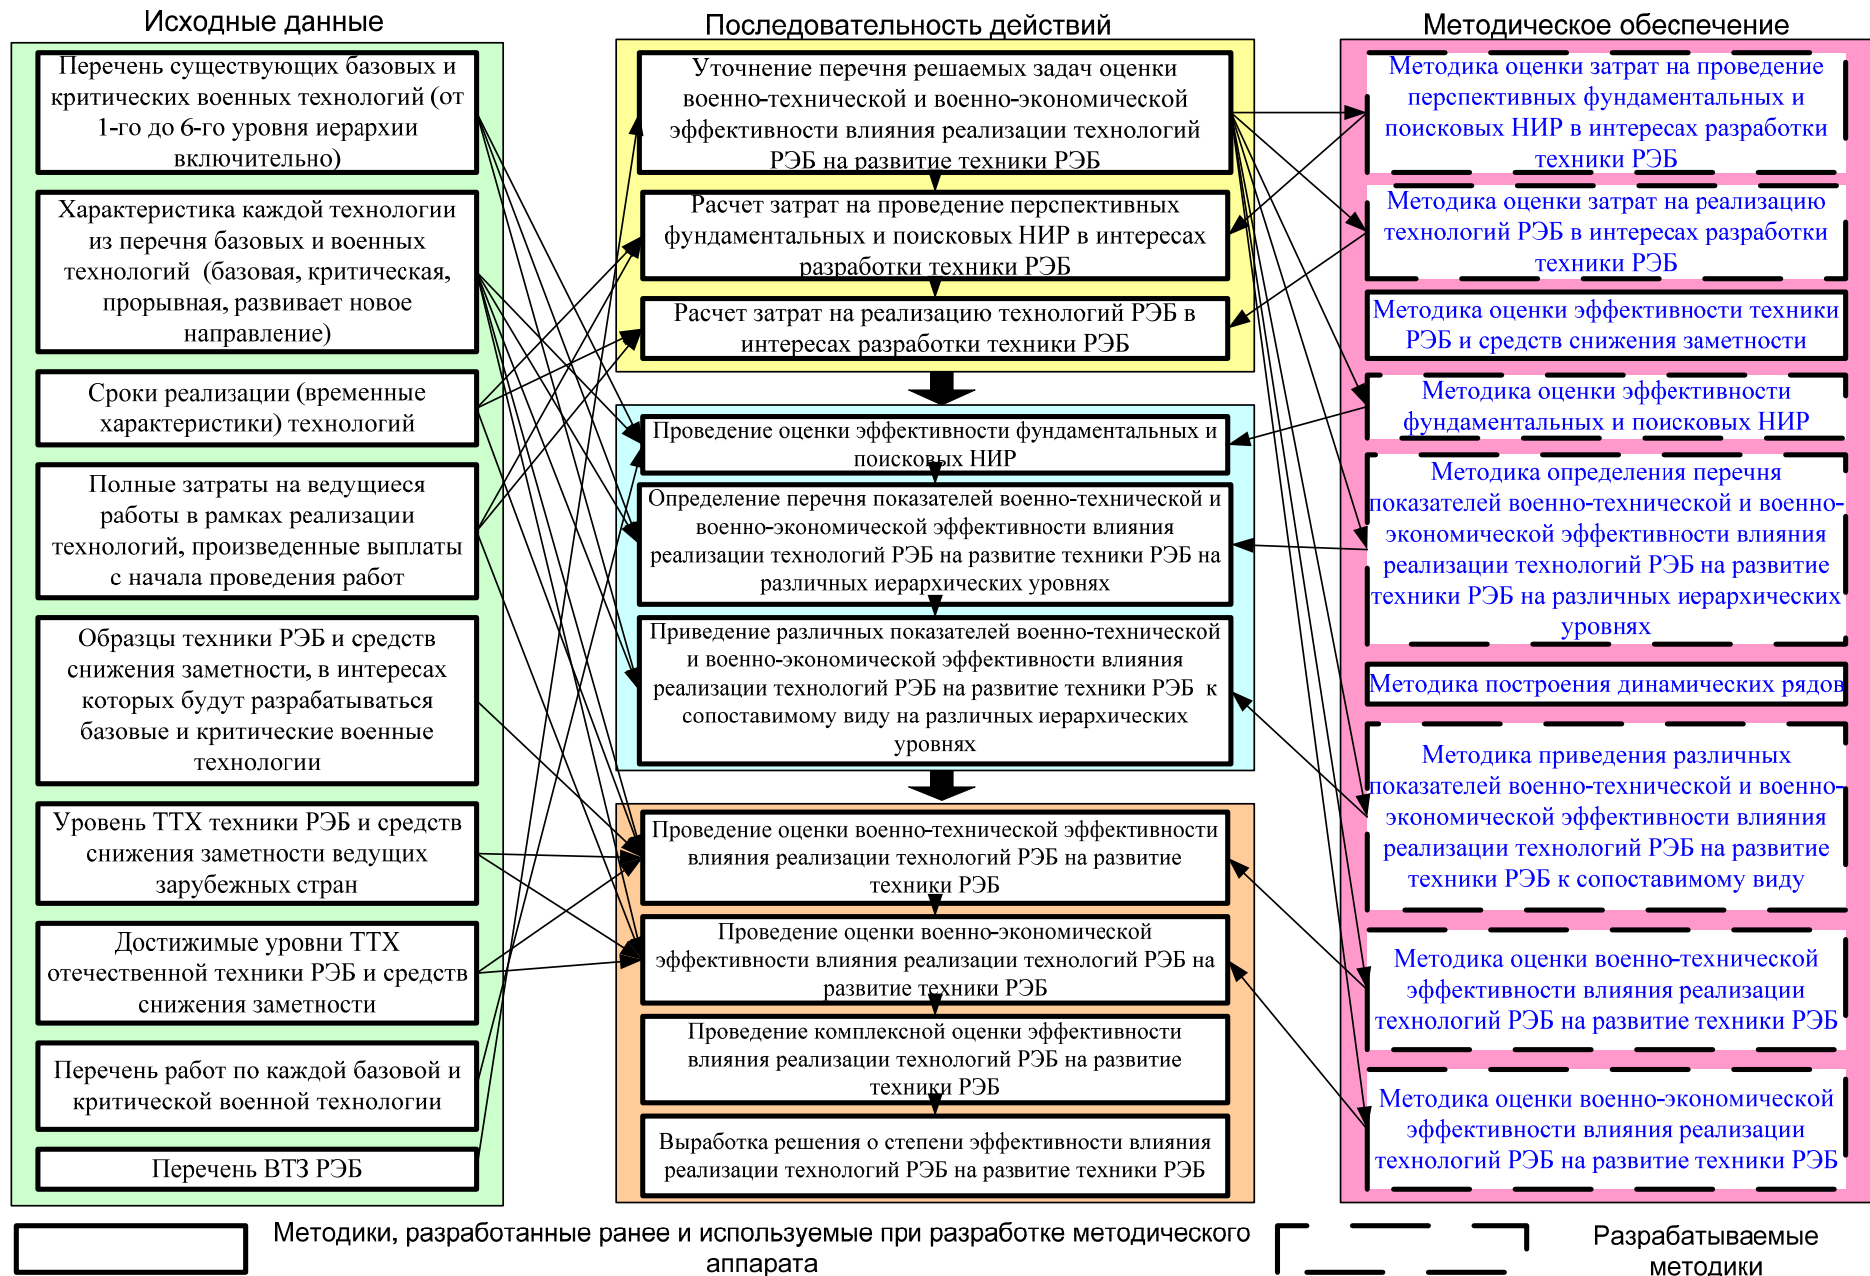 Исходные данные
Перечень существующих базовых и
критических военных технологий (от
1-го до 6-го уровня иерархии
включительно)
Характеристика каждой технологии
из перечня базовых и военных
технологий (базовая, критическая,
прорывная, развивает новое
направление)
Сроки реализации (временные
характеристики) технологий
Полные затраты на ведущиеся
работы в рамках реализации
технологий, произведенные выплаты
с начала проведения работ
Образцы техники РЭБ и средств
снижения заметности, в интересах
которых будут разрабатываться
базовые и критические военные
технологии
Уровень ТТХ техники РЭБ и средств
снижения заметности ведущих
зарубежных стран
Достижимые уровни ТТХ
отечественной техники РЭБ и средств
снижения заметности
Перечень работ по каждой базовой и
критической военной технологии
Перечень ВТЗ РЭБ
Последовательность действий
Уточнение перечня решаемых задач оценки
военно-технической и военно-экономической
эффективности влияния реализации технологий
РЭБ на развитие техники РЭБ
Расчет затрат на проведение перспективных
фундаментальных и поисковых НИР в интересах
разработки техники РЭБ
Расчет затрат на реализацию технологий РЭБ в
интересах разработки техники РЭБ
Проведение оценки эффективности фундаментальных и
поисковых НИР
Определение перечня показателей военно-технической и
военно-экономической эффективности влияния
реализации технологий РЭБ на развитие техники РЭБ на
различных иерархических уровнях
Приведение различных показателей военно-технической
и военно-экономической эффективности влияния
реализации технологий РЭБ на развитие техники РЭБ к
сопоставимому виду на различных иерархических
уровнях
Проведение оценки военно-технической эффективности
влияния реализации технологий РЭБ на развитие
техники РЭБ
Проведение оценки военно-экономической
эффективности влияния реализации технологий РЭБ на
развитие техники РЭБ
Проведение комплексной оценки эффективности
влияния реализации технологий РЭБ на развитие
техники РЭБ
Выработка решения о степени эффективности влияния
реализации технологий РЭБ на развитие техники РЭБ
Методическое обеспечение
Методика оценки затрат на проведение
перспективных фундаментальных и
поисковых НИР в интересах разработки
техники РЭБ
Методика оценки затрат на реализацию
технологий РЭБ в интересах разработки
техники РЭБ
Методика оценки эффективности техники
РЭБ и средств снижения заметности
Методика оценки эффективности
фундаментальных и поисковых НИР
Методика определения перечня
показателей военно-технической и военно-
экономической эффективности влияния
реализации технологий РЭБ на развитие
техники РЭБ на различных иерархических
уровнях
Методика построения динамических рядов
Методика приведения различных
показателей военно-технической и военно-
экономической эффективности влияния
реализации технологий РЭБ на развитие
техники РЭБ к сопоставимому виду
Методика оценки военно-технической
эффективности влияния реализации
технологий РЭБ на развитие техники РЭБ
Методика оценки военно-экономической
эффективности влияния реализации
технологий РЭБ на развитие техники РЭБ
Методики, разработанные ранее и используемые при разработке методического
аппарата
Разрабатываемые
методики